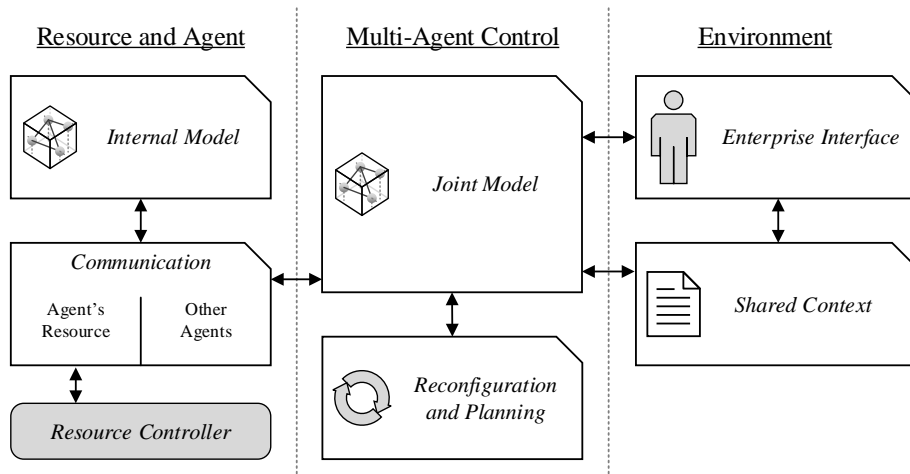 Resource and Agent
Multi-Agent Control
Environment
Internal Model
Communication
Agent's
Resource
Other
Agents
Resource Controller
Joint Model
Reconfiguration
and Planning
Enterprise Interface
Shared Context